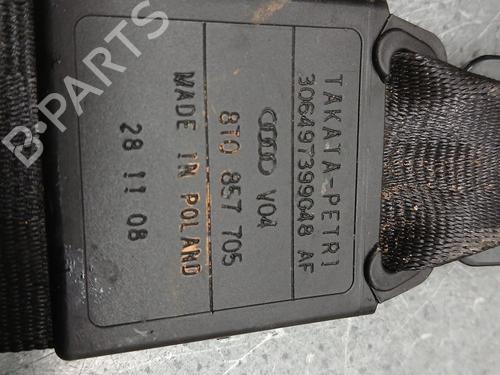 TAKATA-PETRI
306497399048 AF
V04
8T0 857 705
MADE IN POLAND
28 11 08
B-PARTS